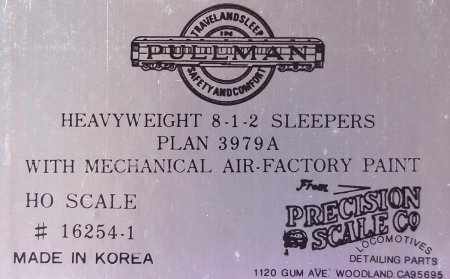 TRAVEL AND SLEEP
IN
PULLMAN
SAFETY AND COMFORT
HEAVYWEIGHT 8-1-2 SLEEPERS
PLAN 3979A
WITH MECHANICAL AIR-FACTORY PAINT
HO SCALE
# 16254-1
MADE IN KOREA
From
PRECISION
SCALE CO
LOCOMOTIVES
DETAILING PARTS
1120 GUM AVE. WOODLAND.CA95695